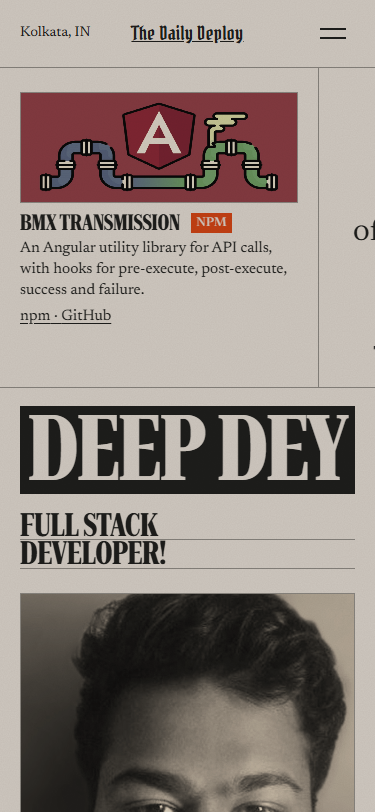 Kolkata, IN
The Daily Deploy
A
BMX TRANSMISSION NPM
An Angular utility library for API calls,
with hooks for pre-execute, post-execute,
success and failure.
npm · GitHub
of
DEEP DEY
FULL STACK
DEVELOPER!